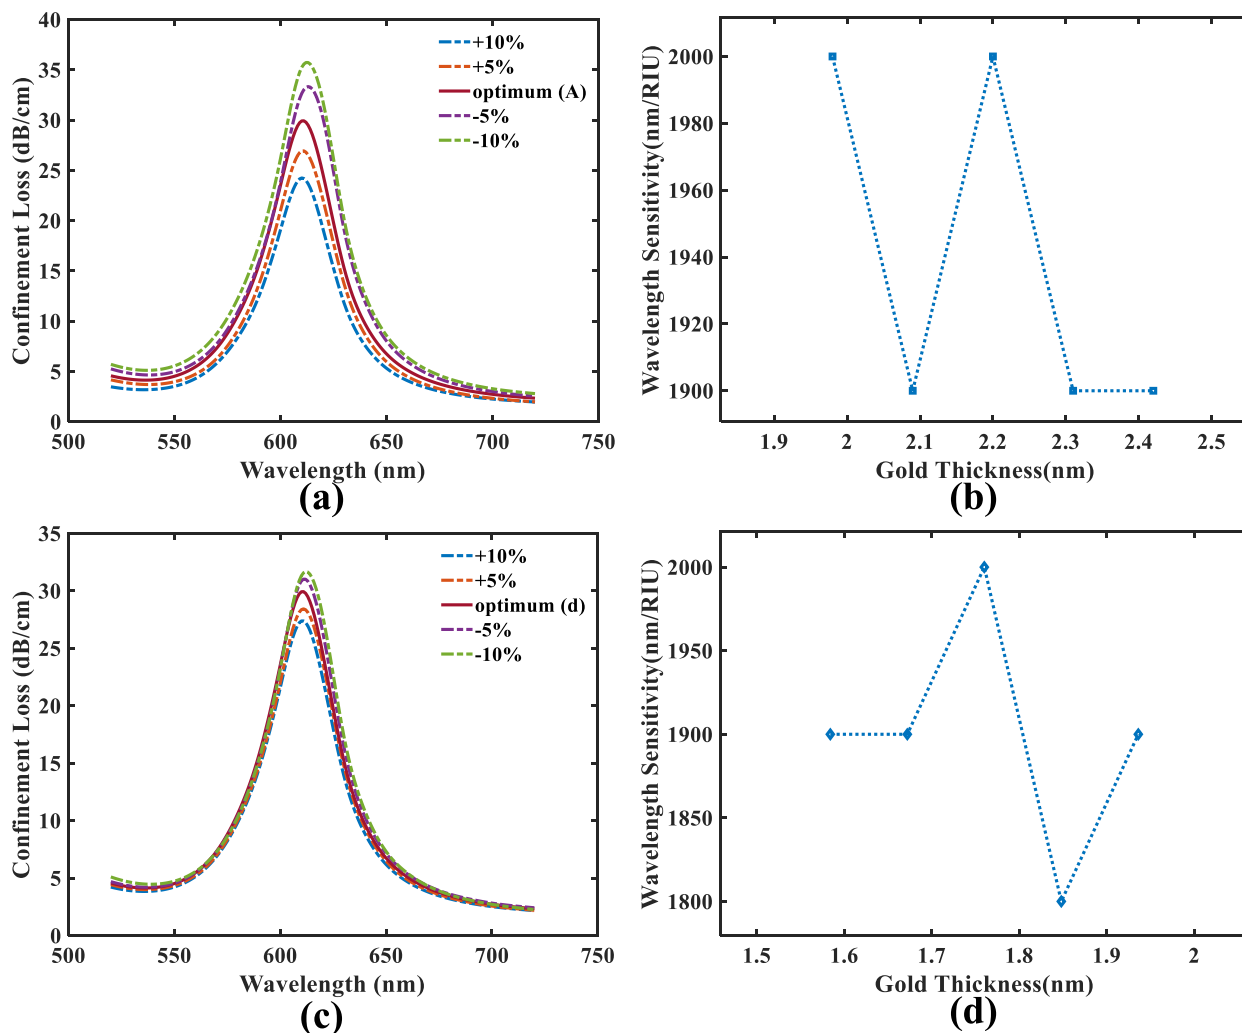 40
35
30
25
20
15
10
5
0
Confinement Loss (dB/cm)
+10%
+5%
optimum (A)
-5%
-10%
500 550 600 650 700 750
Wavelength (nm)
(a)
2000
1980
1960
1940
1920
1900
Wavelength Sensitivity(nm/RIU)
1.9 2 2.1 2.2 2.3 2.4 2.5
Gold Thickness(nm)
(b)
35
30
25
20
15
10
5
0
Confinement Loss (dB/cm)
+10%
+5%
optimum (d)
-5%
-10%
500 550 600 650 700 750
Wavelength (nm)
(c)
2000
1950
1900
1850
1800
Wavelength Sensitivity(nm/RIU)
1.5 1.6 1.7 1.8 1.9 2
Gold Thickness(nm)
(d)